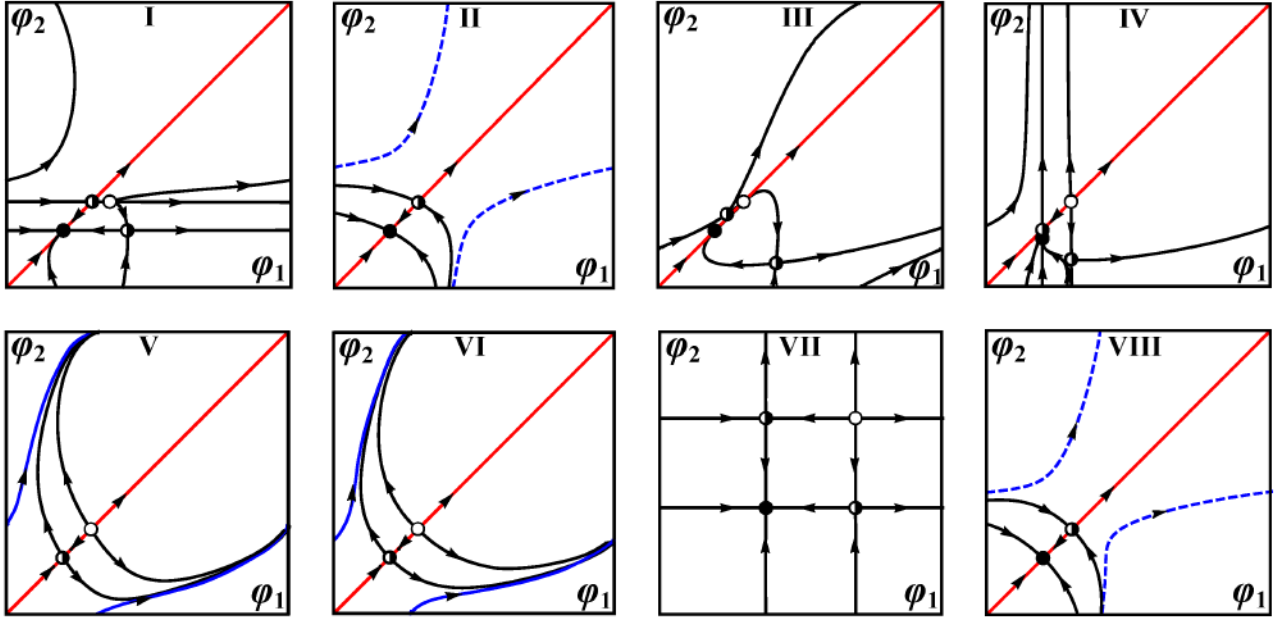 φ₂ I φ₁
φ₂ II φ₁
φ₂ III φ₁
φ₂ IV φ₁
φ₂ V φ₁
φ₂ VI φ₁
φ₂ VII φ₁
φ₂ VIII φ₁